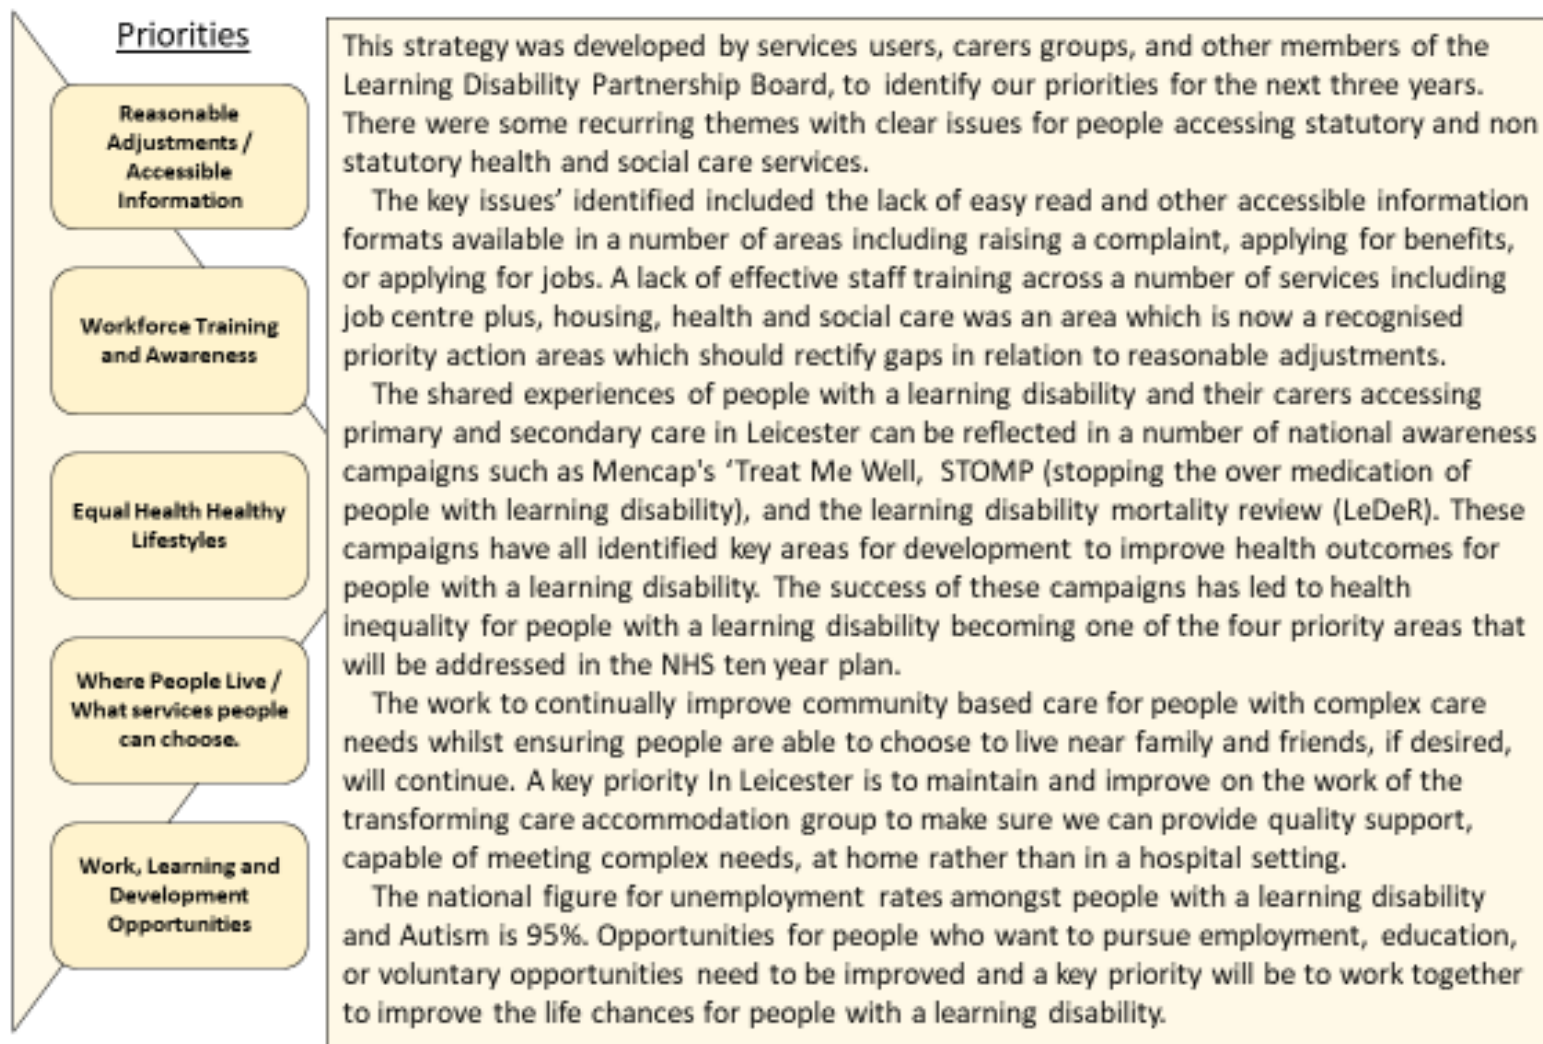 Priorities
Reasonable
Adjustments /
Accessible
Information
Workforce Training
and Awareness
Equal Health Healthy
Lifestyles
Where People Live /
What services people
can choose.
Work, Learning and
Development
Opportunities
This strategy was developed by services users, carers groups, and other members of the
Learning Disability Partnership Board, to identify our priorities for the next three years.
There were some recurring themes with clear issues for people accessing statutory and non
statutory health and social care services.
The key issues’ identified included the lack of easy read and other accessible information
formats available in a number of areas including raising a complaint, applying for benefits,
or applying for jobs. A lack of effective staff training across a number of services including
job centre plus, housing, health and social care was an area which is now a recognised
priority action areas which should rectify gaps in relation to reasonable adjustments.
The shared experiences of people with a learning disability and their carers accessing
primary and secondary care in Leicester can be reflected in a number of national awareness
campaigns such as Mencap's ‘Treat Me Well, STOMP (stopping the over medication of
people with learning disability), and the learning disability mortality review (LeDeR). These
campaigns have all identified key areas for development to improve health outcomes for
people with a learning disability. The success of these campaigns has led to health
inequality for people with a learning disability becoming one of the four priority areas that
will be addressed in the NHS ten year plan.
The work to continually improve community based care for people with complex care
needs whilst ensuring people are able to choose to live near family and friends, if desired,
will continue. A key priority In Leicester is to maintain and improve on the work of the
transforming care accommodation group to make sure we can provide quality support,
capable of meeting complex needs, at home rather than in a hospital setting.
The national figure for unemployment rates amongst people with a learning disability
and Autism is 95%. Opportunities for people who want to pursue employment, education,
or voluntary opportunities need to be improved and a key priority will be to work together
to improve the life chances for people with a learning disability.